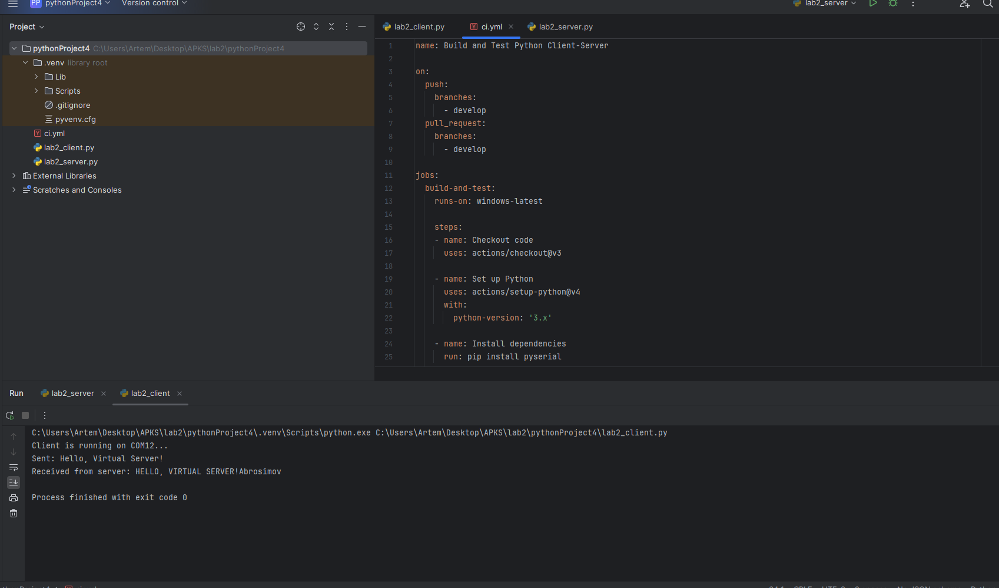 PP pythonProject4 Version control lab2_server
Project
lab2_client.py ci.yml lab2_server.py
pythonProject4 C:\Users\Artem\Desktop\APKS\lab2\pythonProject4
.venv library root
Lib
Scripts
.gitignore
pyvenv.cfg
ci.yml
lab2_client.py
lab2_server.py
External Libraries
Scratches and Consoles
1 name: Build and Test Python Client-Server
2
3 on:
4 push:
5 branches:
6 - develop
7 pull_request:
8 branches:
9 - develop
10
11 jobs:
12 build-and-test:
13 runs-on: windows-latest
14
15 steps:
16 - name: Checkout code
17 uses: actions/checkout@v3
18
19 - name: Set up Python
20 uses: actions/setup-python@v4
21 with:
22 python-version: '3.x'
23
24 - name: Install dependencies
25 run: pip install pyserial
Run lab2_server lab2_client
C:\Users\Artem\Desktop\APKS\lab2\pythonProject4\.venv\Scripts\python.exe C:\Users\Artem\Desktop\APKS\lab2\pythonProject4\lab2_client.py
Client is running on COM12...
Sent: Hello, Virtual Server!
Received from server: HELLO, VIRTUAL SERVER!Abrosimov
Process finished with exit code 0